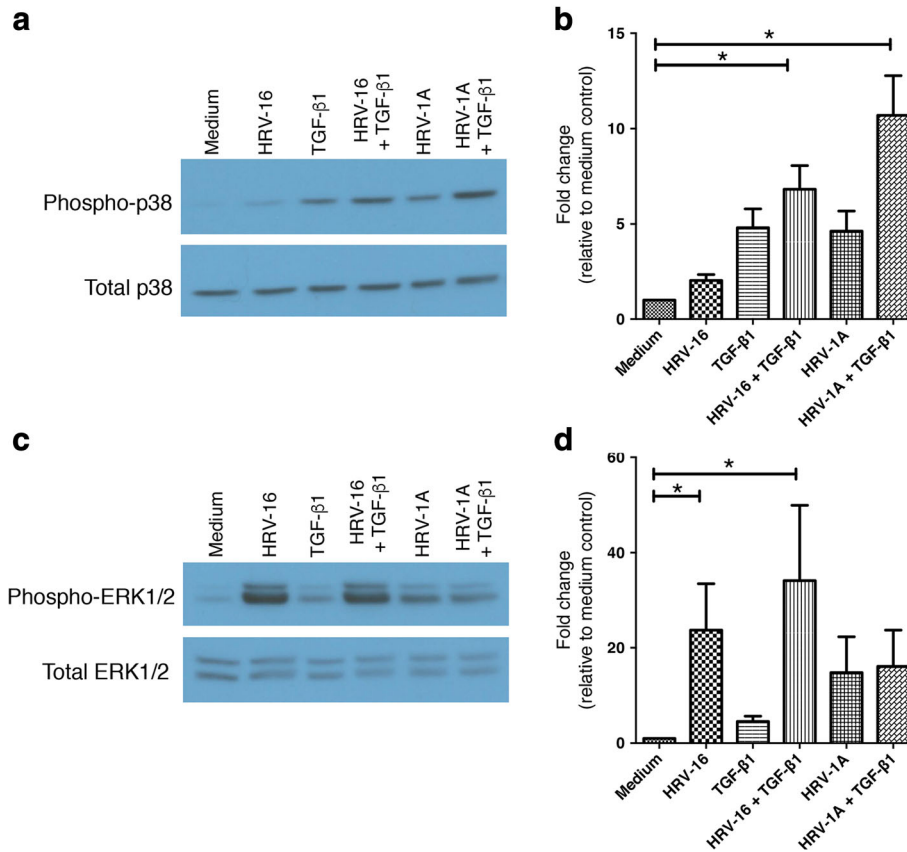 a
Medium
HRV-16
TGF-β1
HRV-16
+ TGF-β1
HRV-1A
HRV-1A
+ TGF-β1
Phospho-p38
Total p38
b
Fold change
(relative to medium control)
15
10
5
0
*
*
Medium
HRV-16
TGF-β1
HRV-16 + TGF-β1
HRV-1A
HRV-1A + TGF-β1
c
Medium
HRV-16
TGF-β1
HRV-16
+ TGF-β1
HRV-1A
HRV-1A
+ TGF-β1
Phospho-ERK1/2
Total ERK1/2
d
Fold change
(relative to medium control)
60
40
20
0
*
*
Medium
HRV-16
TGF-β1
HRV-16 + TGF-β1
HRV-1A
HRV-1A + TGF-β1